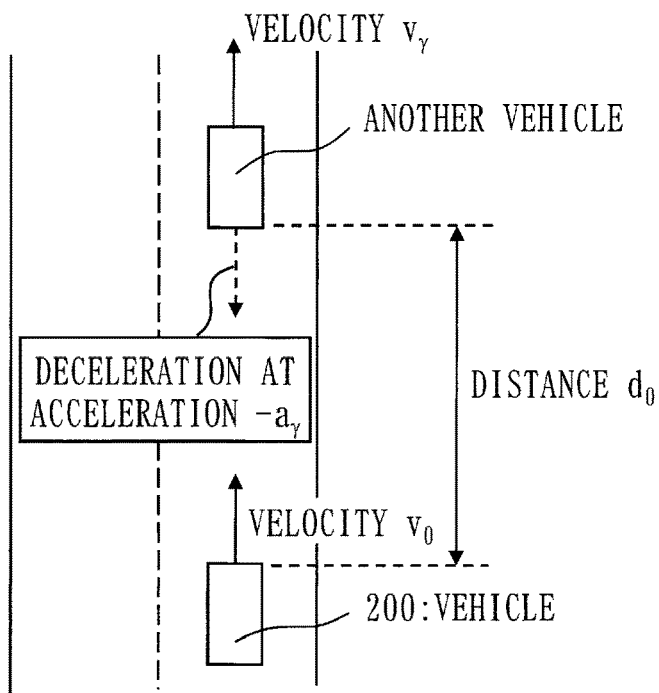 VELOCITY vγ
ANOTHER VEHICLE
DECELERATION AT
ACCELERATION -aγ
DISTANCE d₀
VELOCITY v₀
200:VEHICLE